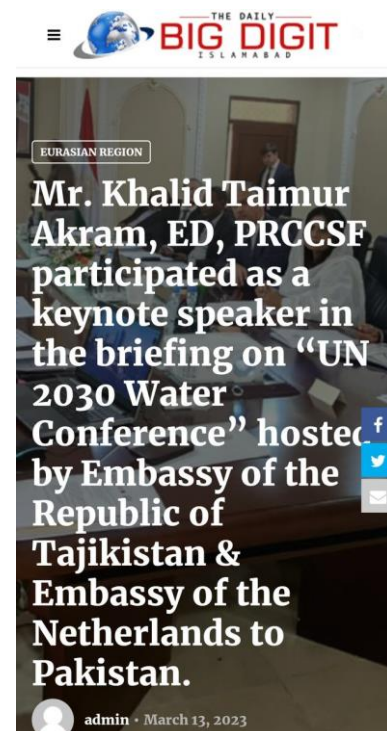 THE DAILY
BIG DIGIT
ISLAMABAD
EURASIAN REGION
Mr. Khalid Taimur
Akram, ED, PRCCSF
participated as a
keynote speaker in
the briefing on “UN
2030 Water
Conference” hosted
by Embassy of the
Republic of
Tajikistan &
Embassy of the
Netherlands to
Pakistan.
admin • March 13, 2023